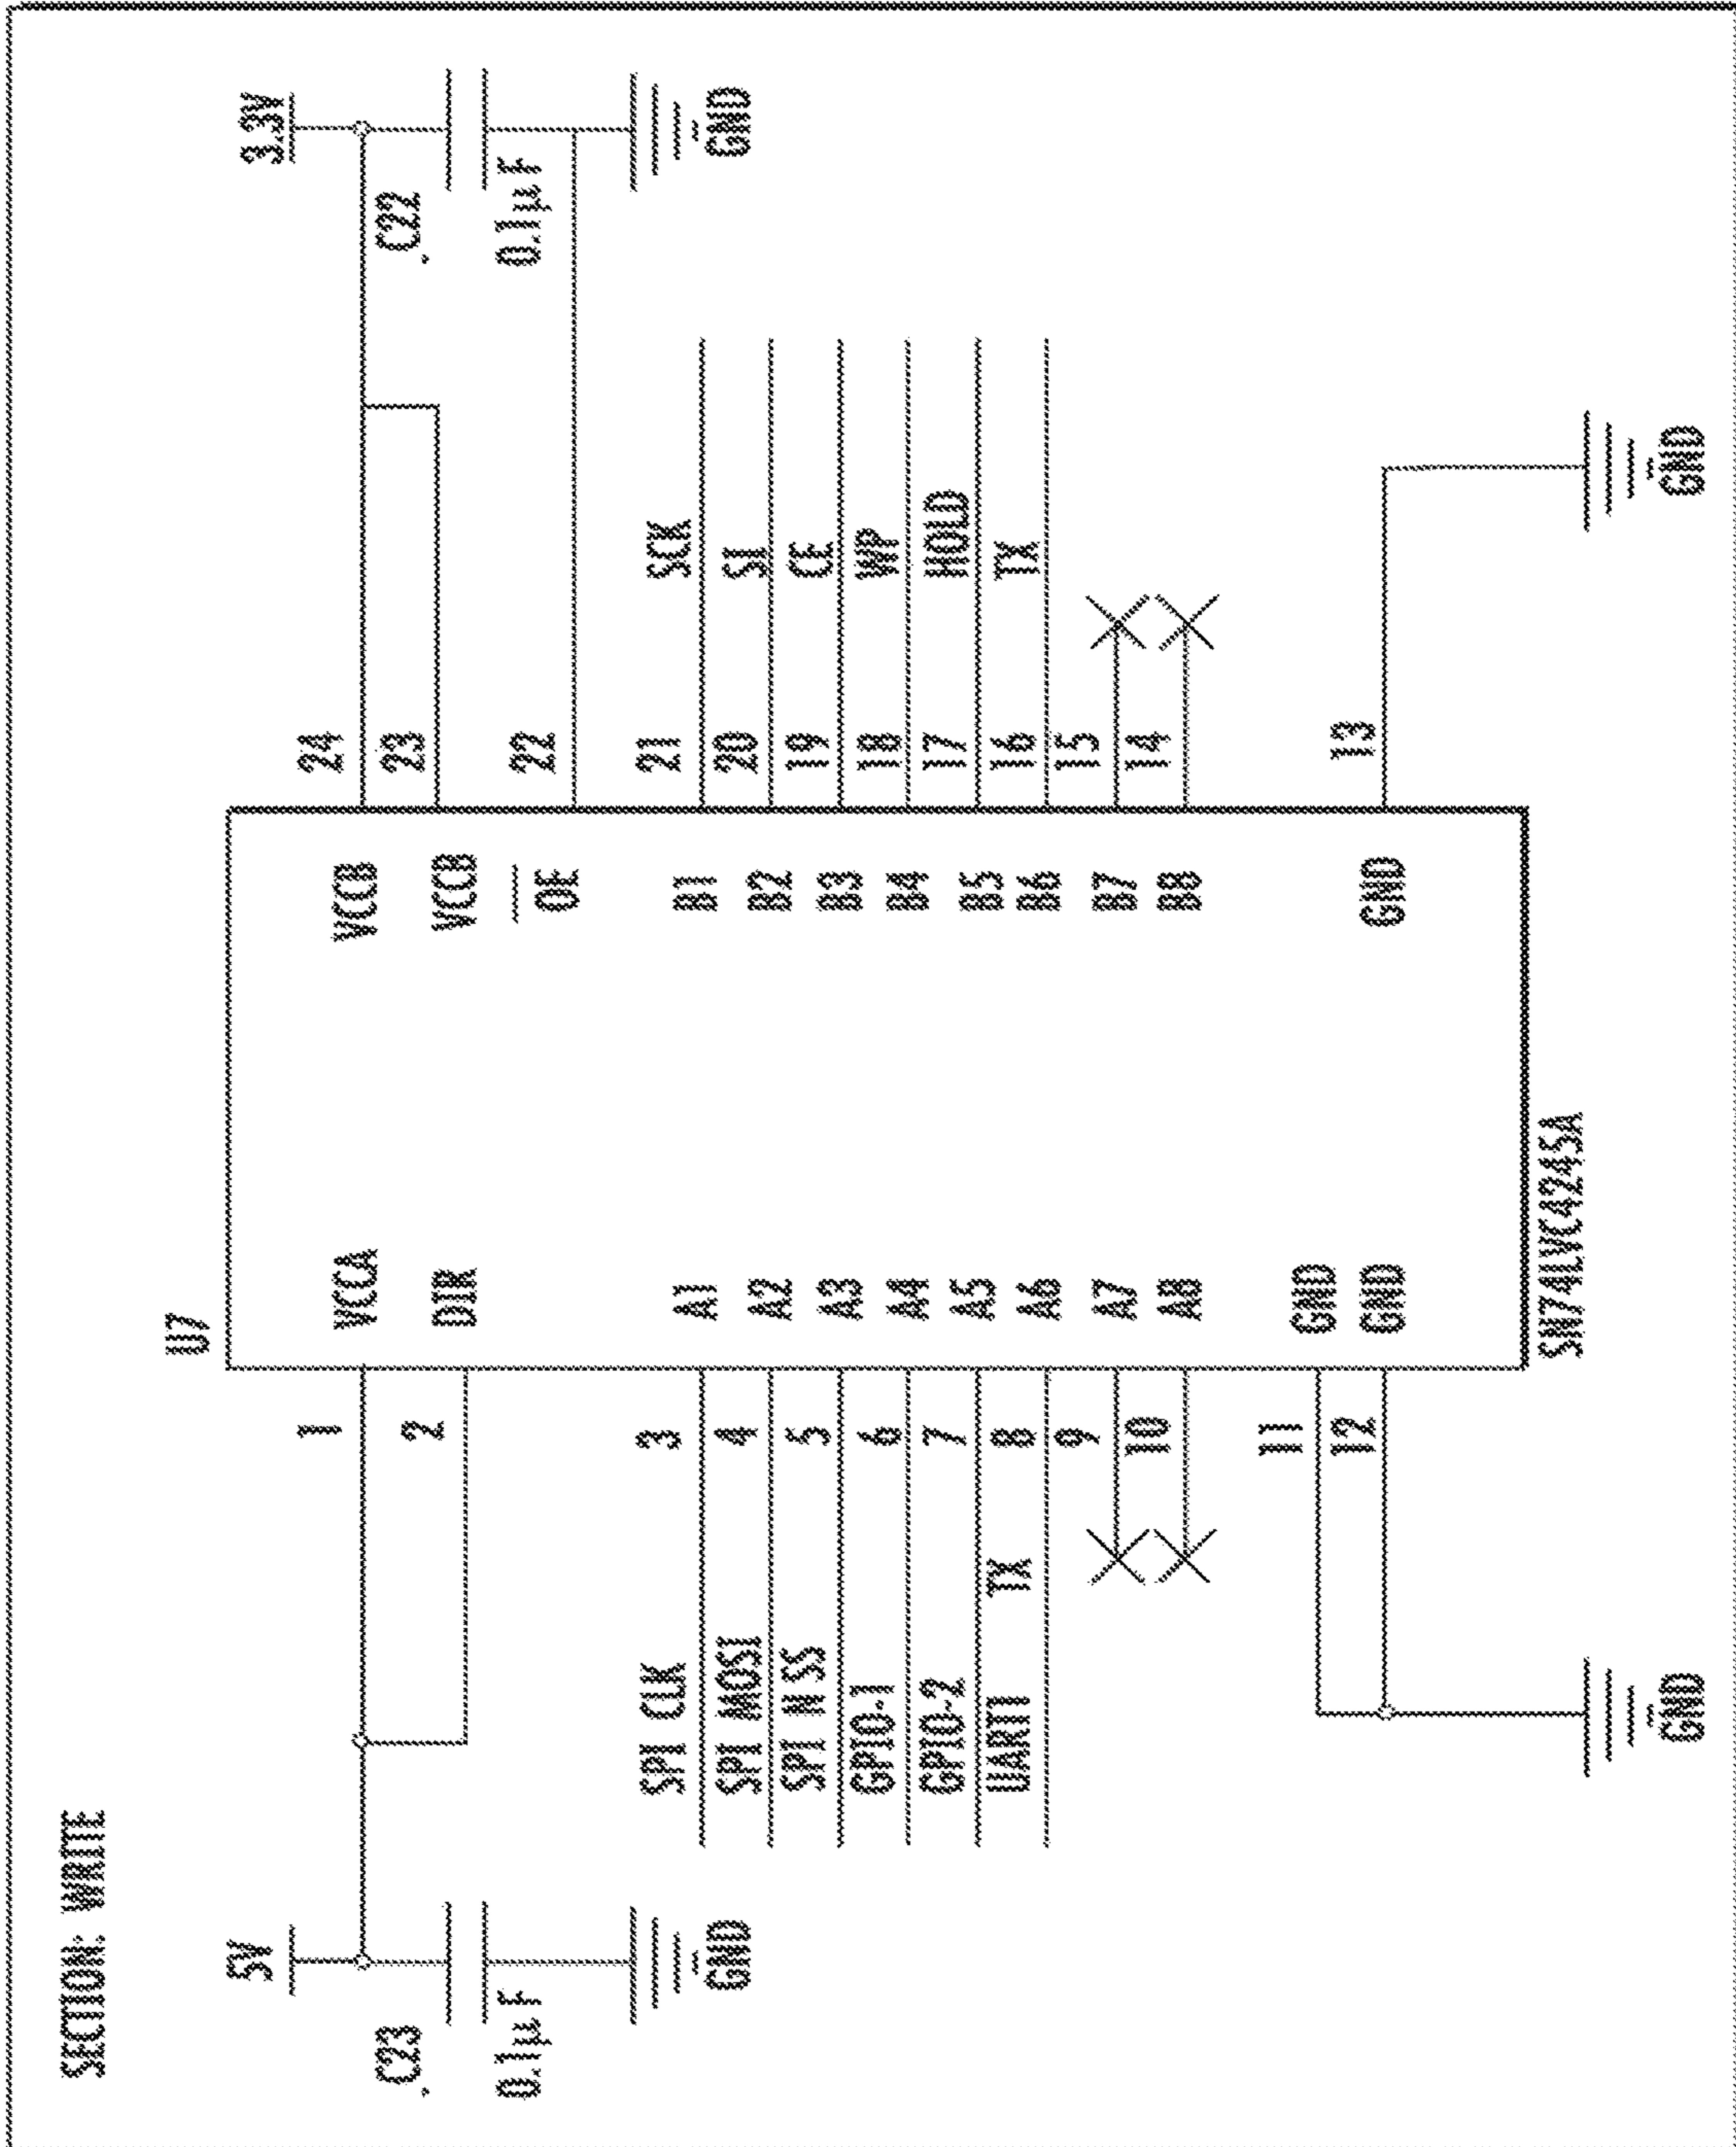 SECTION: WRITE
5V
.C23
0.1µF
GND
U7
1
VCCA
2
DIR
SPI CLK
3
A1
SPI MOSI
4
A2
SPI N SS
5
A3
GPIO-1
6
A4
GPIO-2
7
A5
UART1 TX
8
A6
9
A7
10
A8
11
GND
12
GND
GND
SN74LVC4245A
VCCB
24
VCCB
23
OE
22
B1
21
SCK
B2
20
SI
B3
19
CE
B4
18
WP
B5
17
HOLD
B6
16
TX
B7
15
B8
14
GND
13
GND
3.3V
.C22
0.1µF
GND